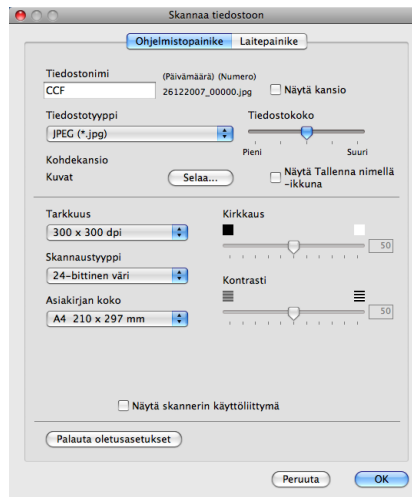 Skannaa tiedostoon
Ohjelmistopainike Laitepainike
Tiedostonimi (Päivämäärä) (Numero)
CCF 26122007_00000.jpg Näytä kansio
Tiedostotyyppi Tiedostokoko
JPEG (*.jpg)
Pieni Suuri
Kohdekansio
Kuvat Selaa... Näytä Tallenna nimellä
-ikkuna
Tarkkuus Kirkkaus
300 x 300 dpi
50
Skannaustyyppi
24-bittinen väri Kontrasti
Asiakirjan koko
A4 210 x 297 mm 50
Näytä skannerin käyttöliittymä
Palauta oletusasetukset
Peruuta OK